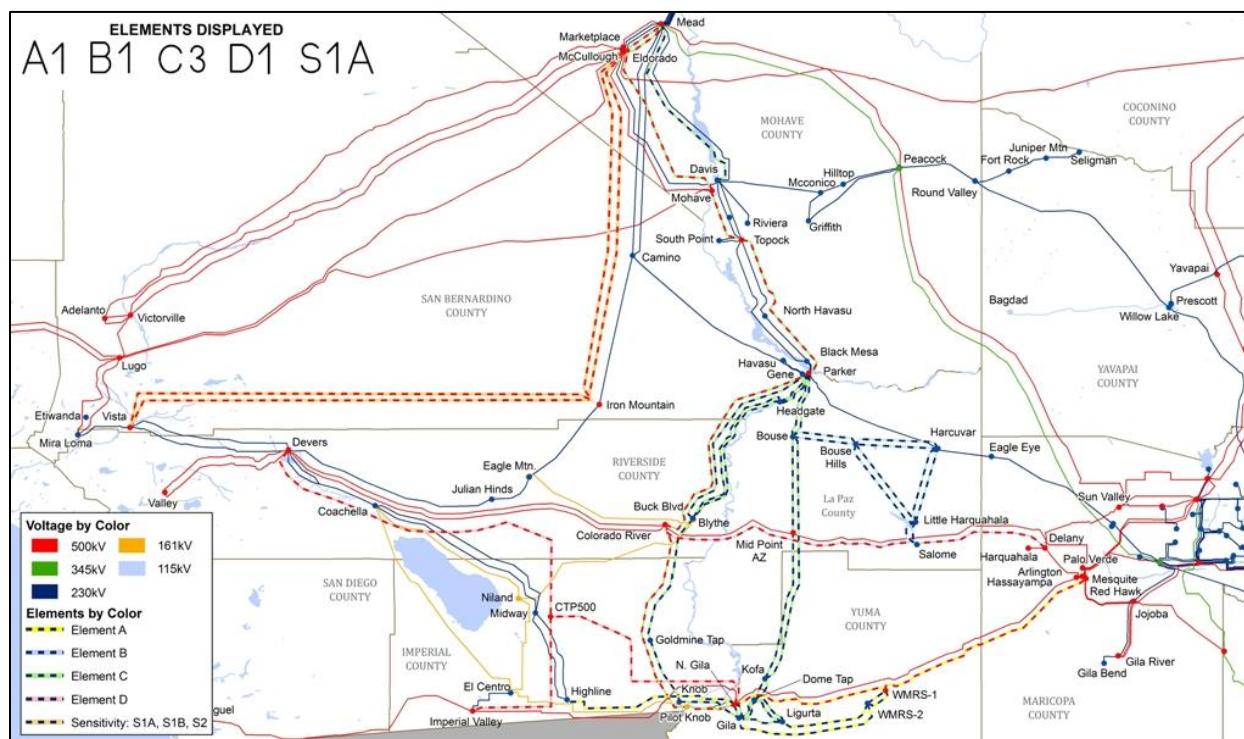 ELEMENTS DISPLAYED
A1 B1 C3 D1 S1A
Mead
Marketplace
McCullough
Eldorado
COCONINO
COUNTY
MOHAVE
COUNTY
Juniper Mtn
Fort Rock
Seligman
Peacock
Hilltop
Mcconico
Davis
Round Valley
Mohave
Riviera
Griffith
South Point
Topock
Camino
Yavapai
Bagdad
Prescott
Willow Lake
SAN BERNARDINO
COUNTY
Adelanto
Victorville
North Havasu
Black Mesa
Havasu
Lugo
Gene
Parker
YAVAPAI
COUNTY
Etiwanda
Vista
Iron Mountain
Headgate
Mira Loma
Bouse
Harcuvar
Devers
Bouse
Hills
Eagle Eye
RIVERSIDE
COUNTY
Eagle Mtn.
Julian Hinds
Valley
Sun Valley
La Paz
County
Buck Blvd
Blythe
Coachella
Little Harquahala
Colorado River
Mid Point
AZ
Salome
Delany
Harquahala
Palo Verde
Arlington
Hassayampa
Mesquite
Red Hawk
SAN DIEGO
COUNTY
Niland
Midway
CTP500
YUMA
COUNTY
Jojoba
Goldmine Tap
IMPERIAL
COUNTY
Gila River
Gila Bend
N. Gila
Kofa
Dome Tap
El Centro
Highline
Knob
WMRS-1
guel
Imperial Valley
Pilot Knob
Gila
Ligurta
WMRS-2
MARICOPA
COUNTY
Voltage by Color
500kV
161kV
345kV
115kV
230kV
Elements by Color
Element A
Element B
Element C
Element D
Sensitivity: S1A, S1B, S2